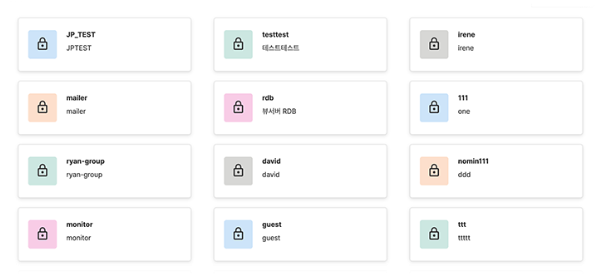 JP_TEST
JPTEST
testtest
테스트테스트
irene
irene
mailer
mailer
rdb
뷰서버 RDB
111
one
ryan-group
ryan-group
david
david
nomin111
ddd
monitor
monitor
guest
guest
ttt
ttttt